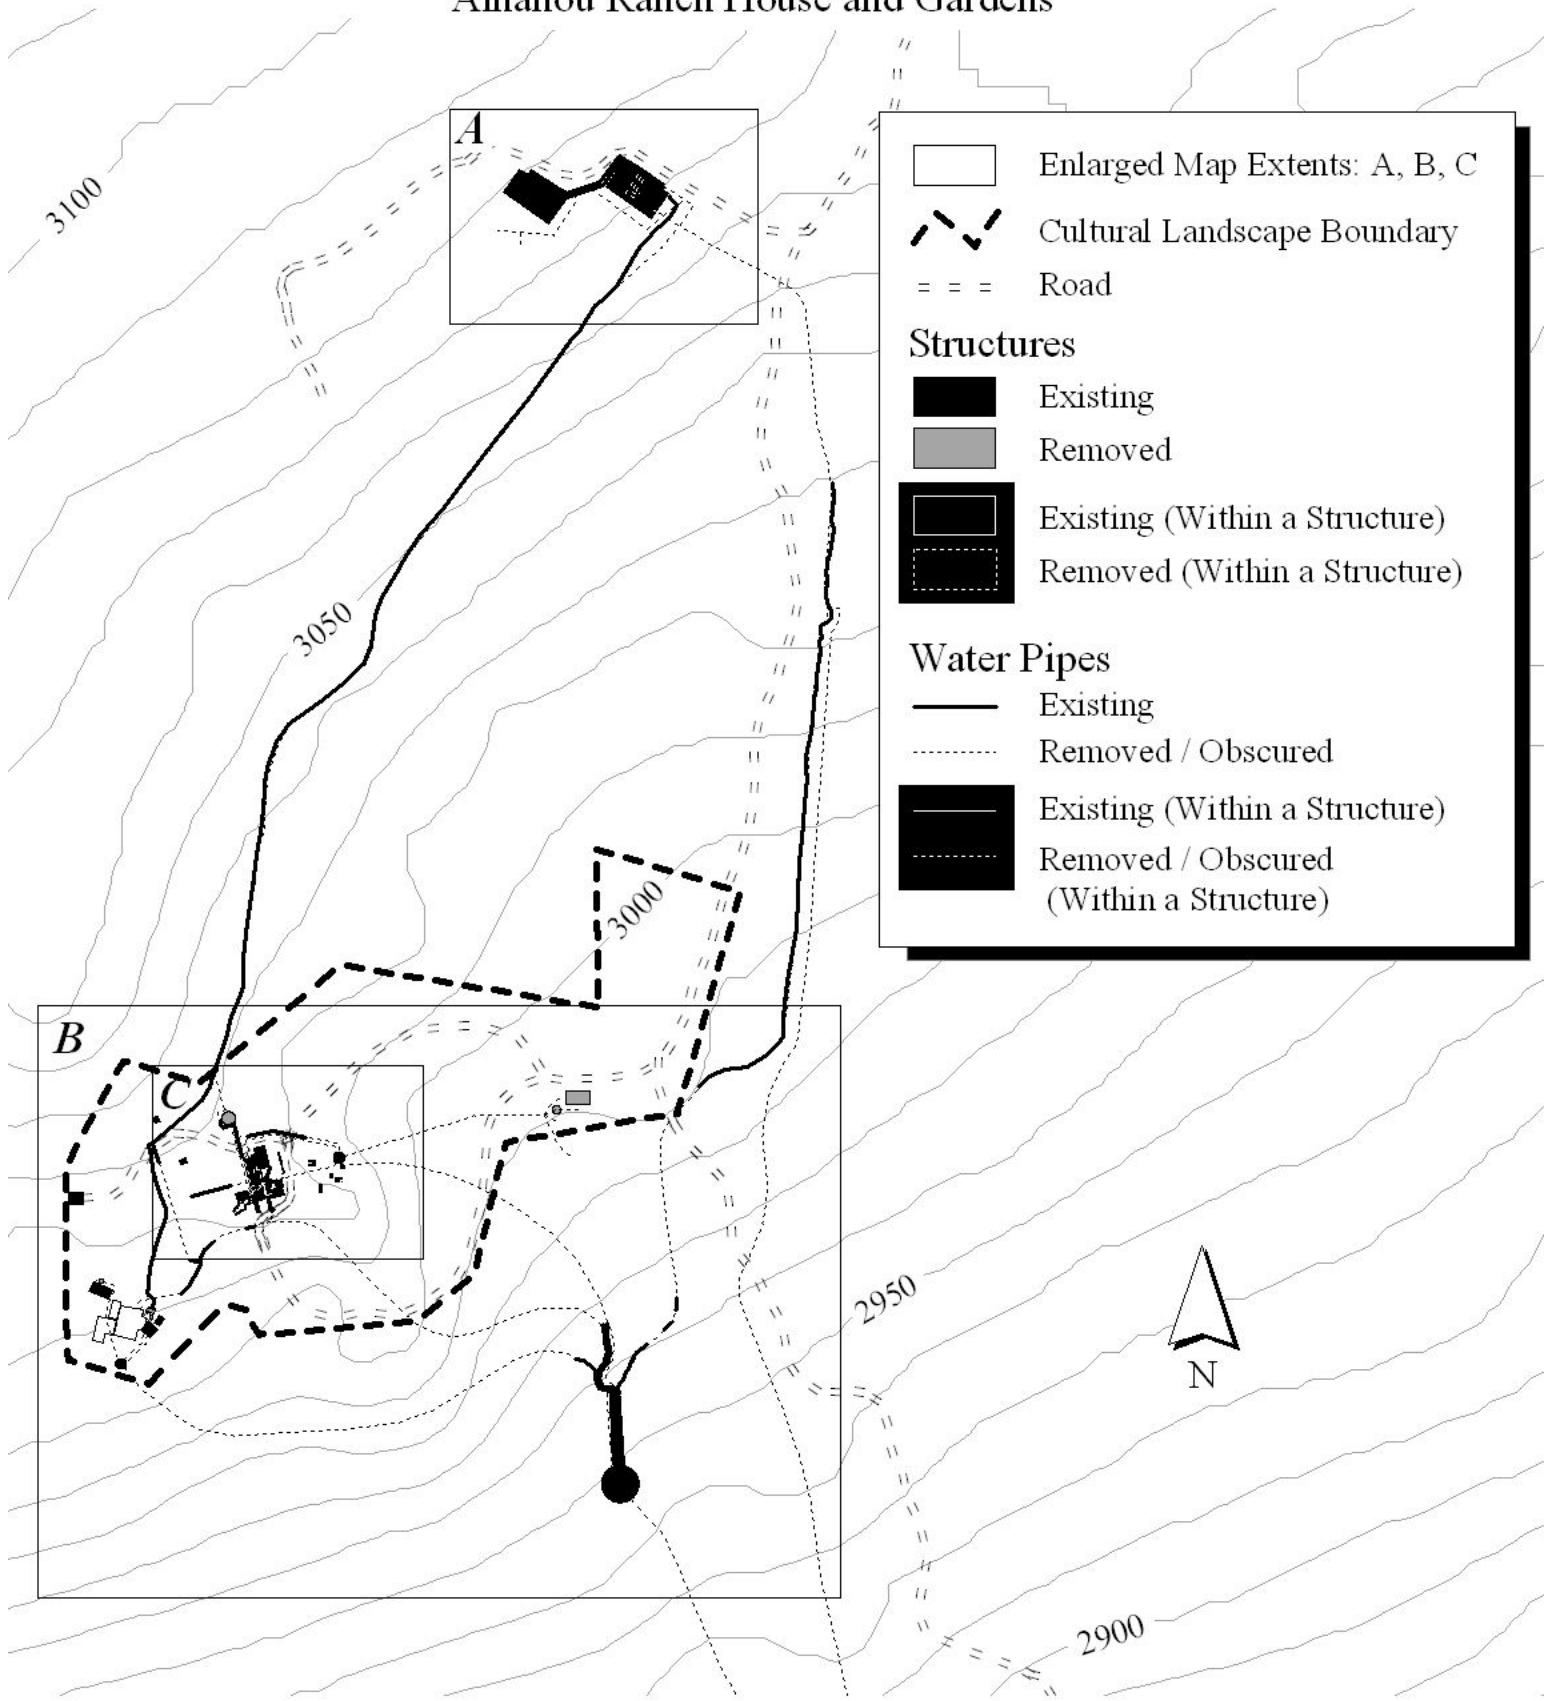 Ainahou Ranch House and Gardens
A
3100
Enlarged Map Extents: A, B, C
Cultural Landscape Boundary
Road
Structures
Existing
Removed
Existing (Within a Structure)
Removed (Within a Structure)
3050
Water Pipes
Existing
Removed / Obscured
Existing (Within a Structure)
Removed / Obscured
(Within a Structure)
3000
B
C
2950
N
2900